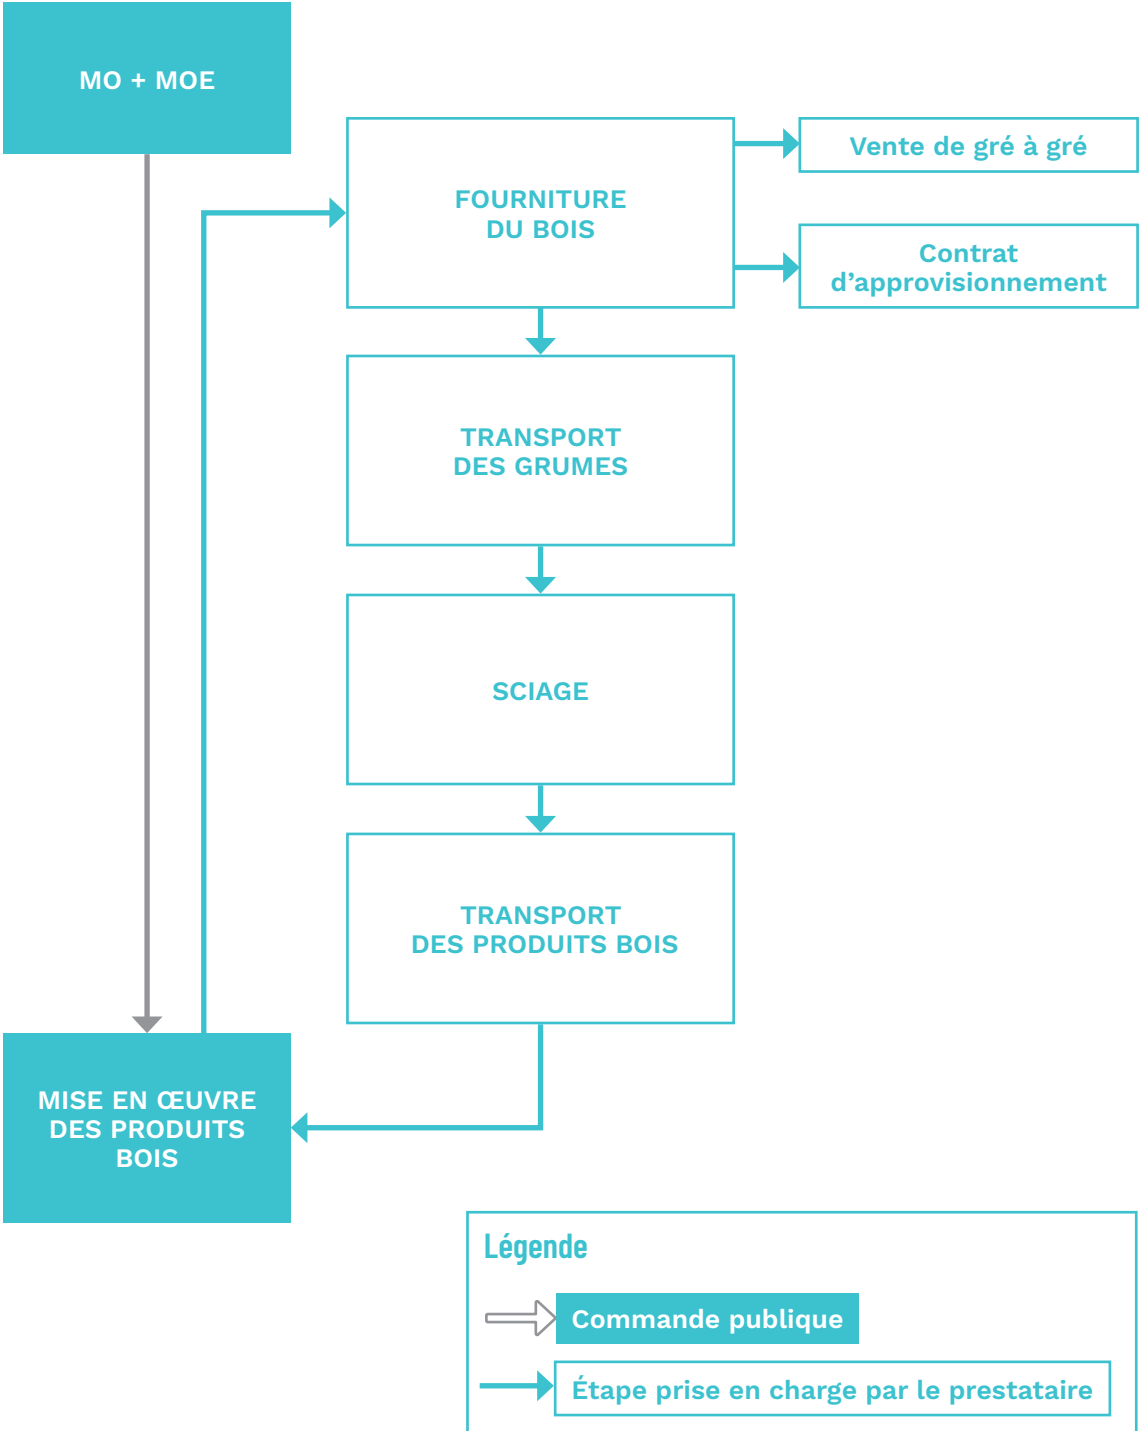 MO + MOE
FOURNITURE
DU BOIS
Vente de gré à gré
Contrat
d’approvisionnement
TRANSPORT
DES GRUMES
SCIAGE
TRANSPORT
DES PRODUITS BOIS
MISE EN ŒUVRE
DES PRODUITS
BOIS
Légende
Commande publique
Étape prise en charge par le prestataire